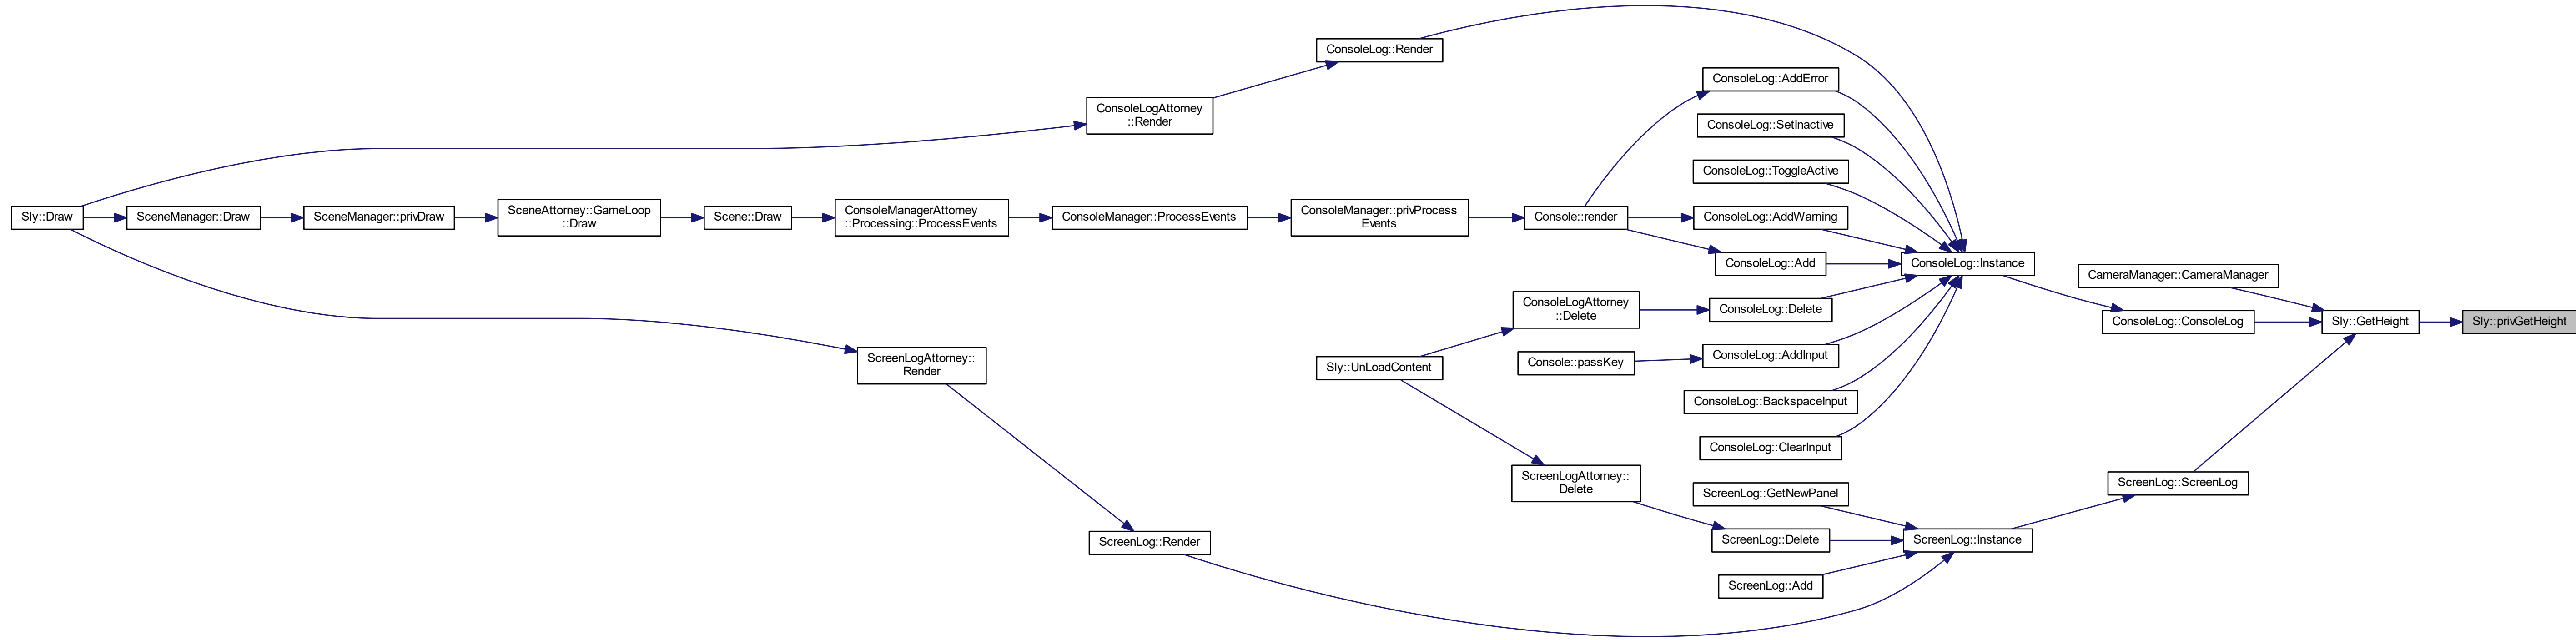 ConsoleLog::Render
ConsoleLog::AddError
ConsoleLogAttorney
::Render
ConsoleLog::SetInactive
ConsoleLog::ToggleActive
Sly::Draw
SceneManager::Draw
SceneManager::privDraw
SceneAttorney::GameLoop
::Draw
Scene::Draw
ConsoleManagerAttorney
::Processing::ProcessEvents
ConsoleManager::ProcessEvents
ConsoleManager::privProcess
Events
Console::render
ConsoleLog::AddWarning
ConsoleLog::Add
ConsoleLog::Instance
CameraManager::CameraManager
ConsoleLogAttorney
::Delete
ConsoleLog::Delete
ConsoleLog::ConsoleLog
Sly::GetHeight
Sly::privGetHeight
ScreenLogAttorney::
Render
Sly::UnLoadContent
Console::passKey
ConsoleLog::AddInput
ConsoleLog::BackspaceInput
ConsoleLog::ClearInput
ScreenLogAttorney::
Delete
ScreenLog::GetNewPanel
ScreenLog::ScreenLog
ScreenLog::Render
ScreenLog::Delete
ScreenLog::Instance
ScreenLog::Add